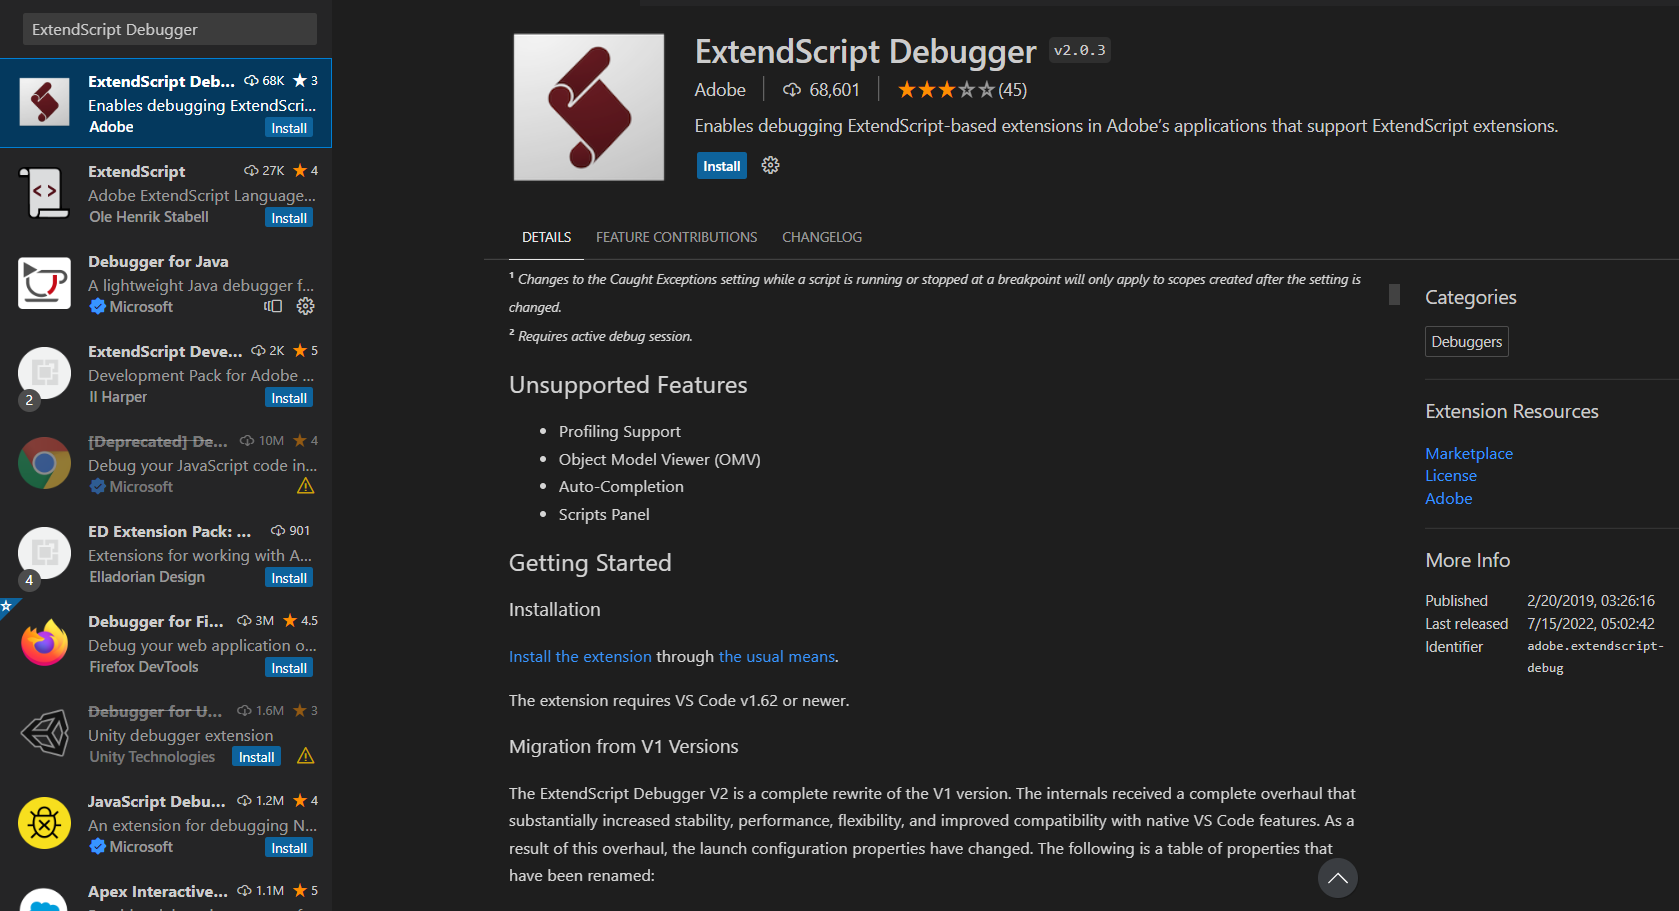 ExtendScript Debugger
ExtendScript Deb... 68K 3
Enables debugging ExtendScri...
Adobe Install
ExtendScript 27K 4
Adobe ExtendScript Language...
Ole Henrik Stabell Install
Debugger for Java
A lightweight Java debugger f...
Microsoft
ExtendScript Deve... 2K 5
Development Pack for Adobe ...
II Harper Install
2
[Deprecated] De... 10M 4
Debug your JavaScript code in...
Microsoft
ED Extension Pack: ... 901
Extensions for working with A...
Elladorian Design Install
4
Debugger for Fi... 3M 4.5
Debug your web application o...
Firefox DevTools Install
Debugger for U... 1.6M 3
Unity debugger extension
Unity Technologies Install
JavaScript Debu... 1.2M 4
An extension for debugging N...
Microsoft Install
Apex Interactive... 1.1M 5
ExtendScript Debugger v2.0.3
Adobe 68,601 (45)
Enables debugging ExtendScript-based extensions in Adobe's applications that support ExtendScript extensions.
Install
DETAILS FEATURE CONTRIBUTIONS CHANGELOG
¹ Changes to the Caught Exceptions setting while a script is running or stopped at a breakpoint will only apply to scopes created after the setting is
changed.
² Requires active debug session.
Unsupported Features
• Profiling Support
• Object Model Viewer (OMV)
• Auto-Completion
• Scripts Panel
Getting Started
Installation
Install the extension through the usual means.
The extension requires VS Code v1.62 or newer.
Migration from V1 Versions
The ExtendScript Debugger V2 is a complete rewrite of the V1 version. The internals received a complete overhaul that
substantially increased stability, performance, flexibility, and improved compatibility with native VS Code features. As a
result of this overhaul, the launch configuration properties have changed. The following is a table of properties that
have been renamed:
Categories
Debuggers
Extension Resources
Marketplace
License
Adobe
More Info
Published 2/20/2019, 03:26:16
Last released 7/15/2022, 05:02:42
Identifier adobe.extendscript-
debug